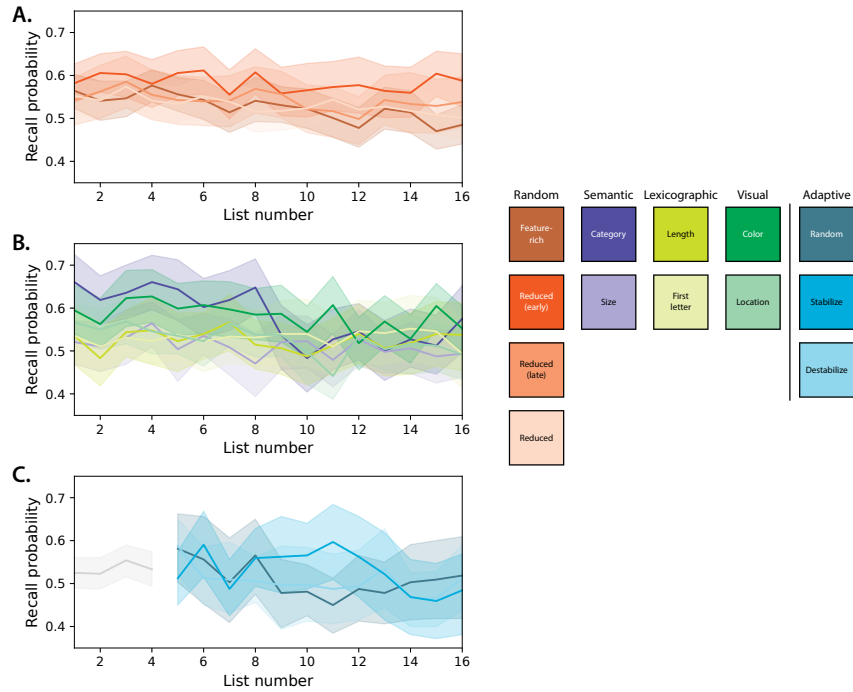 A.
0.7
0.6
0.5
0.4
Recall probability
2 4 6 8 10 12 14 16
List number
B.
0.7
0.6
0.5
0.4
Recall probability
2 4 6 8 10 12 14 16
List number
C.
0.7
0.6
0.5
0.4
Recall probability
2 4 6 8 10 12 14 16
List number
Random Semantic Lexicographic Visual Adaptive
Feature-
rich
Category
Length
Color
Random
Reduced
(early)
Size
First
letter
Location
Stabilize
Reduced
(late)
Destabilize
Reduced